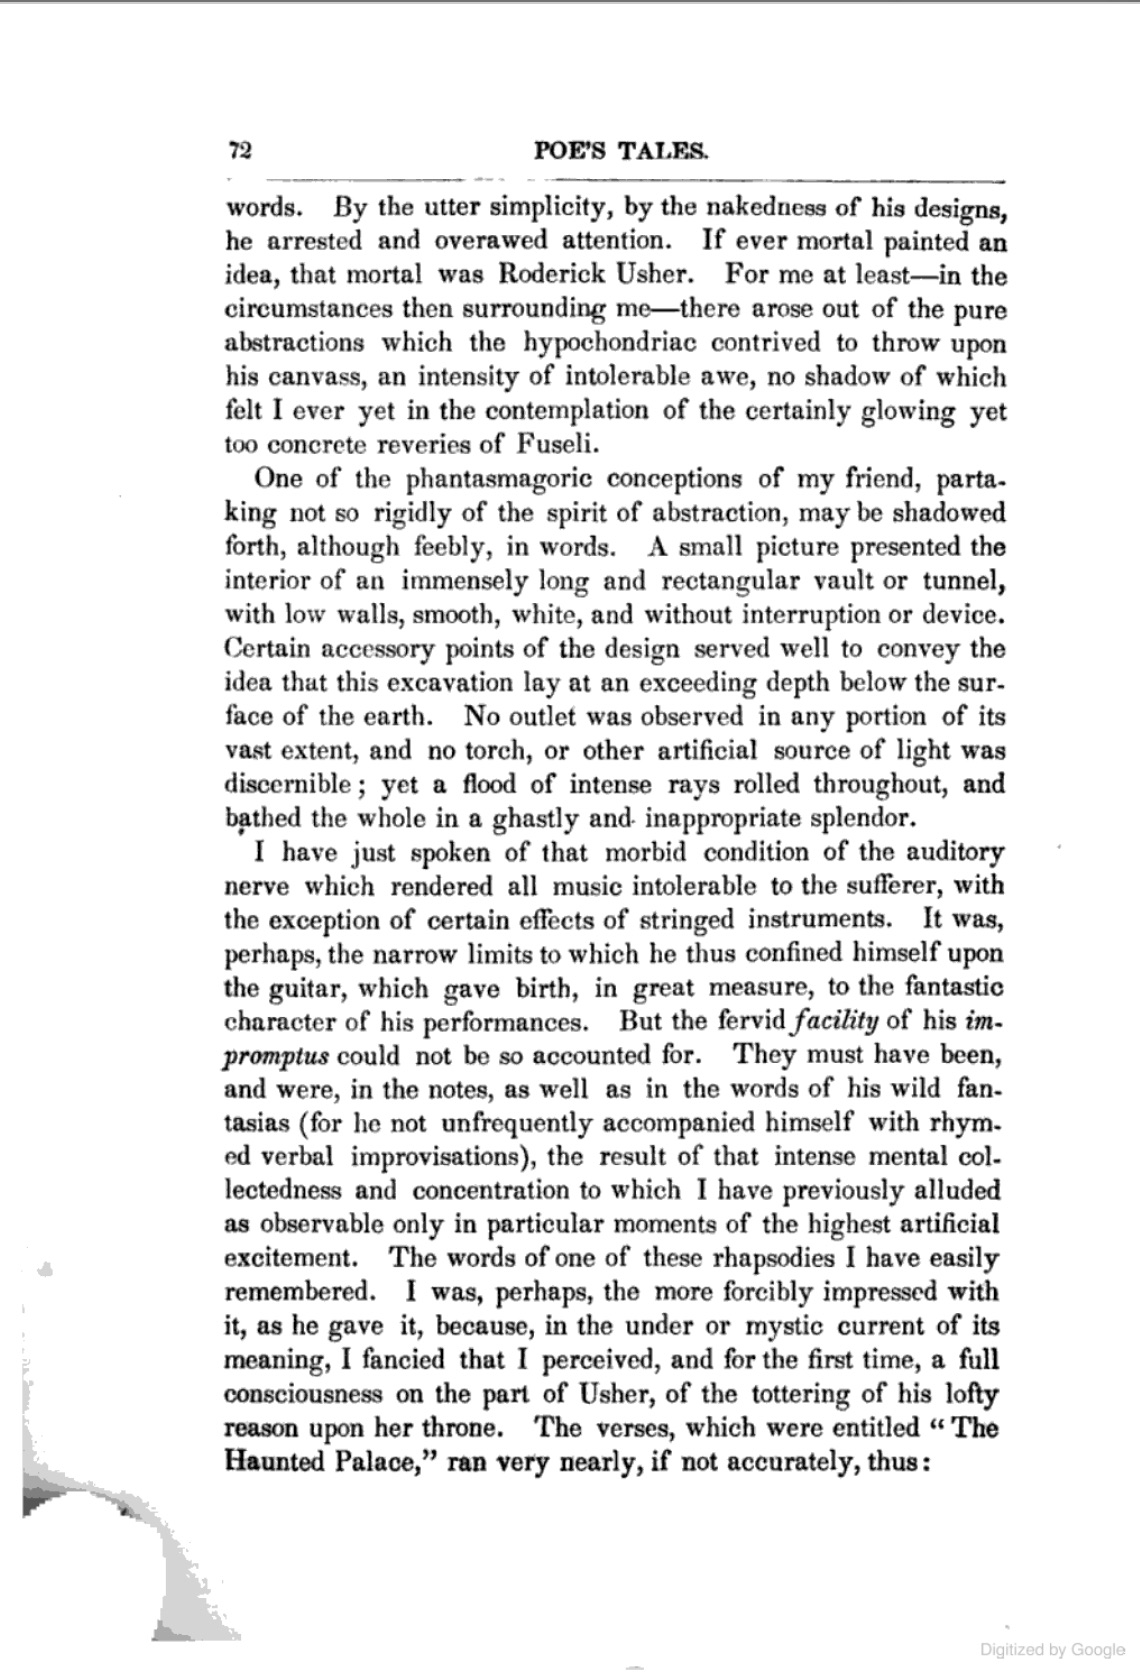 72 POE'S TALES.
words. By the utter simplicity, by the nakedness of his designs,
he arrested and overawed attention. If ever mortal painted an
idea, that mortal was Roderick Usher. For me at least—in the
circumstances then surrounding me—there arose out of the pure
abstractions which the hypochondriac contrived to throw upon
his canvass, an intensity of intolerable awe, no shadow of which
felt I ever yet in the contemplation of the certainly glowing yet
too concrete reveries of Fuseli.
One of the phantasmagoric conceptions of my friend, parta-
king not so rigidly of the spirit of abstraction, may be shadowed
forth, although feebly, in words. A small picture presented the
interior of an immensely long and rectangular vault or tunnel,
with low walls, smooth, white, and without interruption or device.
Certain accessory points of the design served well to convey the
idea that this excavation lay at an exceeding depth below the sur-
face of the earth. No outlet was observed in any portion of its
vast extent, and no torch, or other artificial source of light was
discernible; yet a flood of intense rays rolled throughout, and
bathed the whole in a ghastly and inappropriate splendor.
I have just spoken of that morbid condition of the auditory
nerve which rendered all music intolerable to the sufferer, with
the exception of certain effects of stringed instruments. It was,
perhaps, the narrow limits to which he thus confined himself upon
the guitar, which gave birth, in great measure, to the fantastic
character of his performances. But the fervid facility of his im-
promptus could not be so accounted for. They must have been,
and were, in the notes, as well as in the words of his wild fan-
tasias (for he not unfrequently accompanied himself with rhym-
ed verbal improvisations), the result of that intense mental col-
lectedness and concentration to which I have previously alluded
as observable only in particular moments of the highest artificial
excitement. The words of one of these rhapsodies I have easily
remembered. I was, perhaps, the more forcibly impressed with
it, as he gave it, because, in the under or mystic current of its
meaning, I fancied that I perceived, and for the first time, a full
consciousness on the part of Usher, of the tottering of his lofty
reason upon her throne. The verses, which were entitled “The
Haunted Palace,” ran very nearly, if not accurately, thus:
Digitized by Google